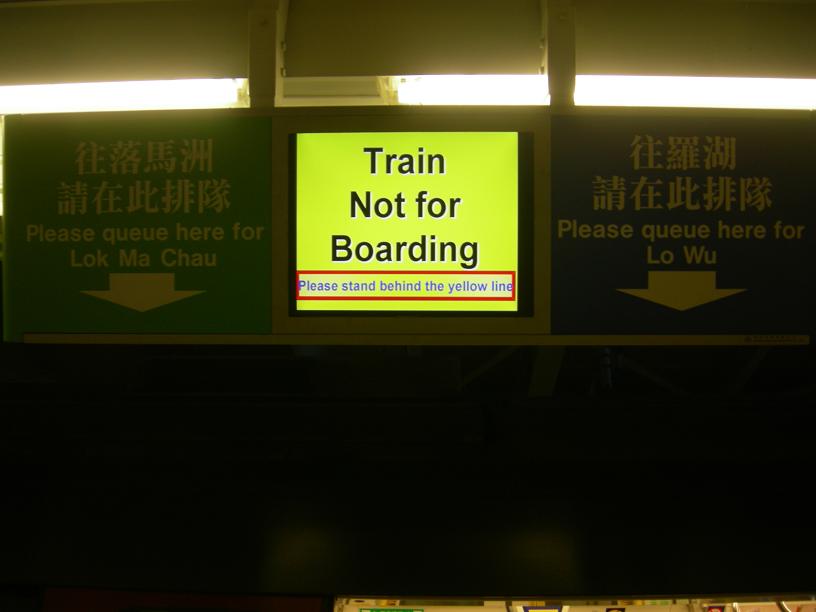 往落馬洲
請在此排隊
Please queue here for
Lok Ma Chau
Train
Not for
Boarding
Please stand behind the yellow line
往羅湖
請在此排隊
Please queue here for
Lo Wu